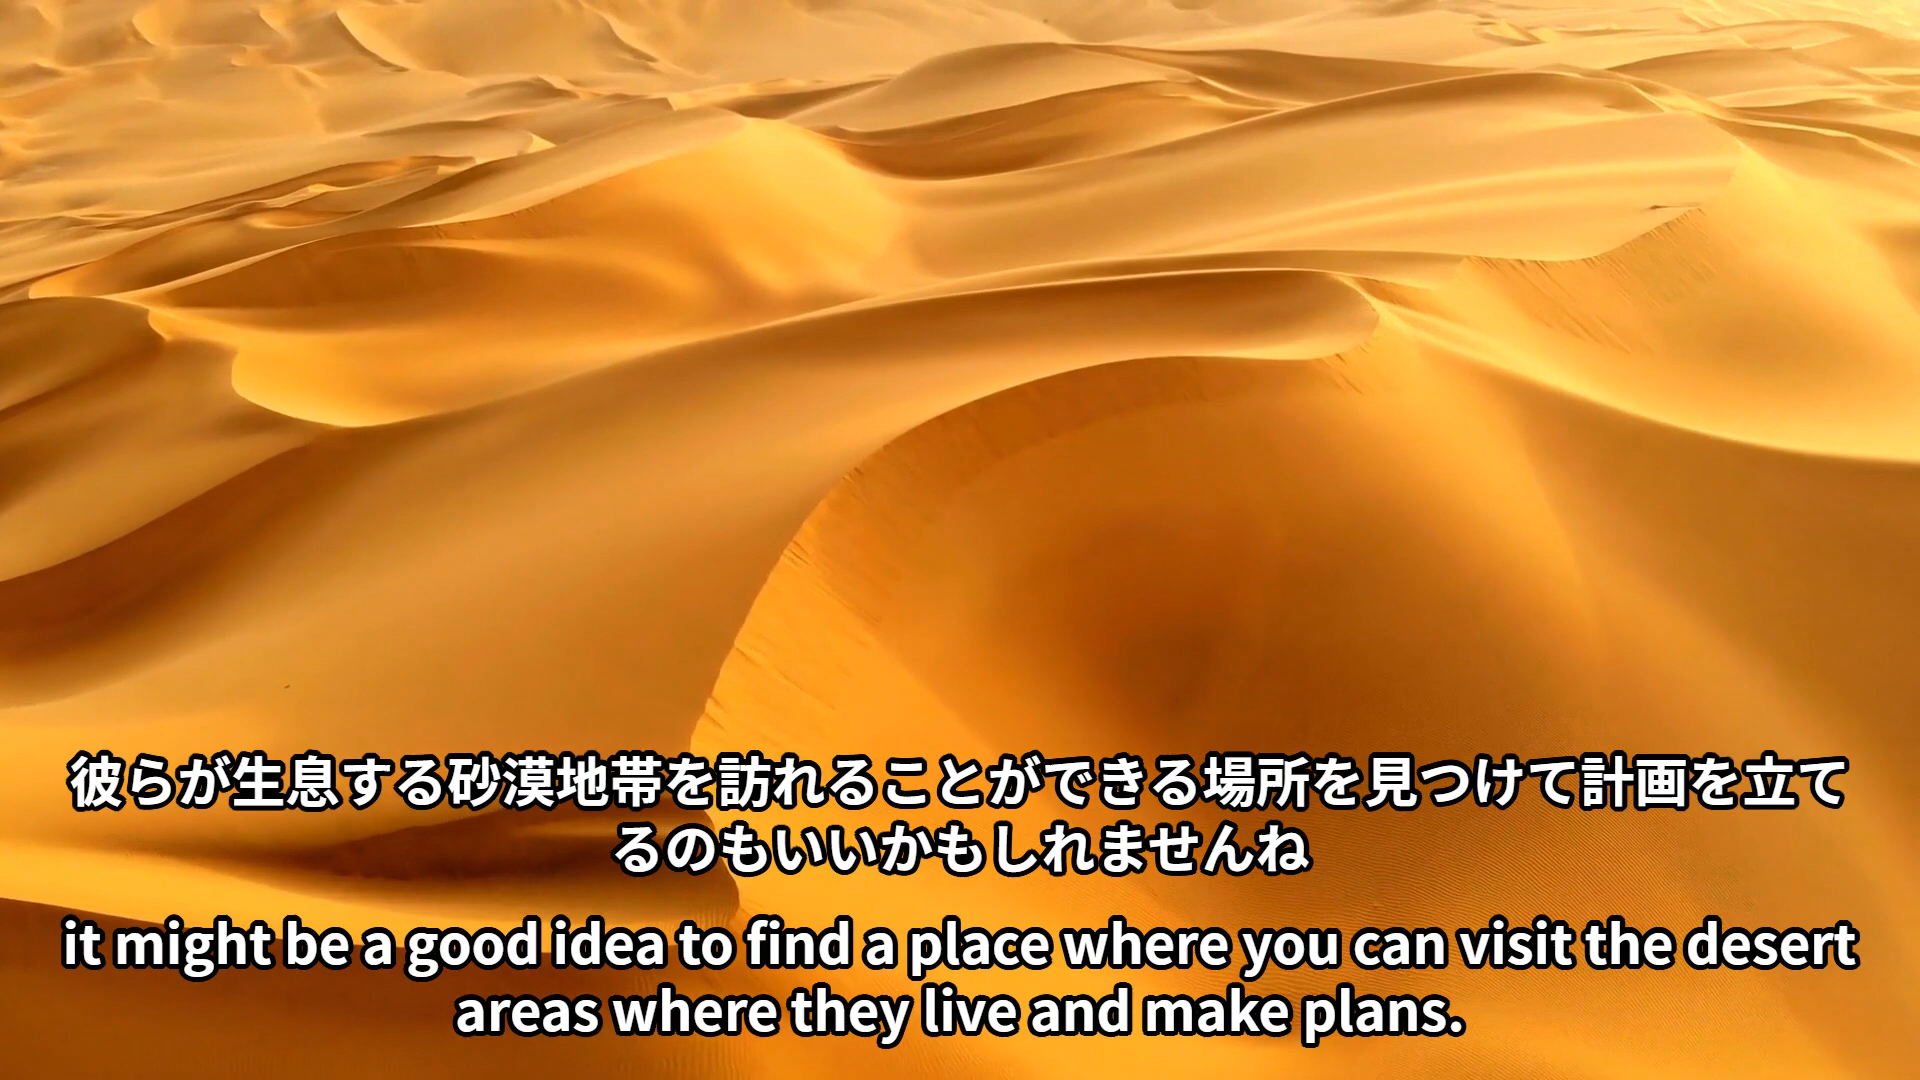 彼らが生息する砂漠地帯を訪れることができる場所を見つけて計画を立て
るのもいいかもしれませんね
it might be a good idea to find a place where you can visit the desert
areas where they live and make plans.